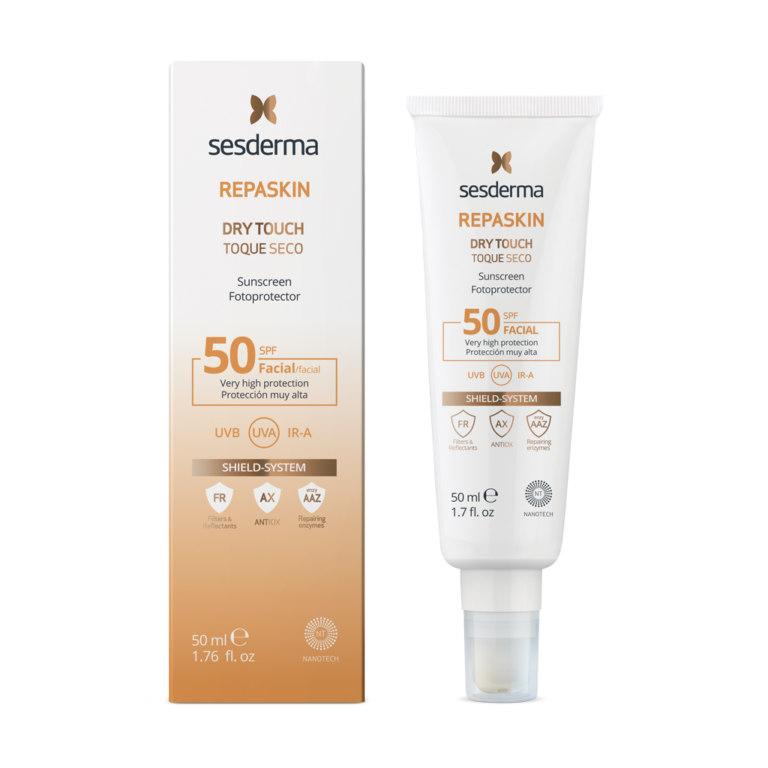 sesderma
REPASKIN
DRY TOUCH
TOQUE SECO
Sunscreen
Fotoprotector
50 SPF
Facial/facial
Very high protection
Protección muy alta
UVB UVA IR-A
SHIELD-SYSTEM
FR AX enzy AAZ
Filters & Reflectants
ANTIOX
Repairing enzymes
50 ml ℮
1.76 fl. oz
NT
NANOTECH
sesderma
REPASKIN
DRY TOUCH
TOQUE SECO
Sunscreen
Fotoprotector
50 SPF
FACIAL
Very high protection
Protección muy alta
UVB UVA IR-A
SHIELD-SYSTEM
FR AX enzy AAZ
Filters & Reflectants
ANTIOX
Repairing enzymes
50 ml ℮
1.7 fl. oz
NT
NANOTECH